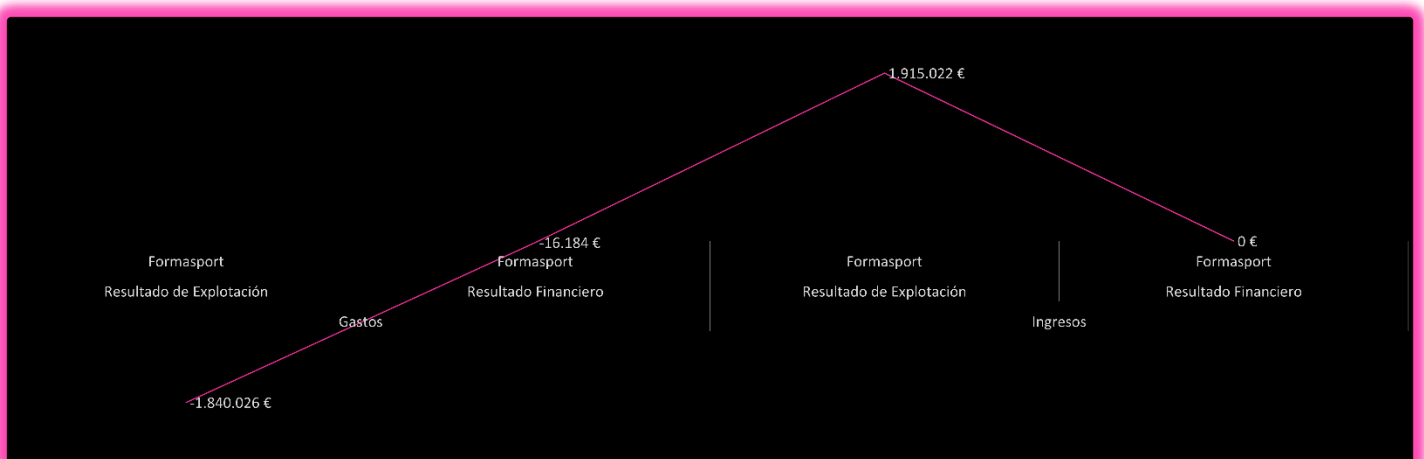 1.915.022 €
-16.184 €
0 €
Formasport Formasport Formasport Formasport
Resultado de Explotación Resultado Financiero Resultado de Explotación Resultado Financiero
Gastos Ingresos
-1.840.026 €